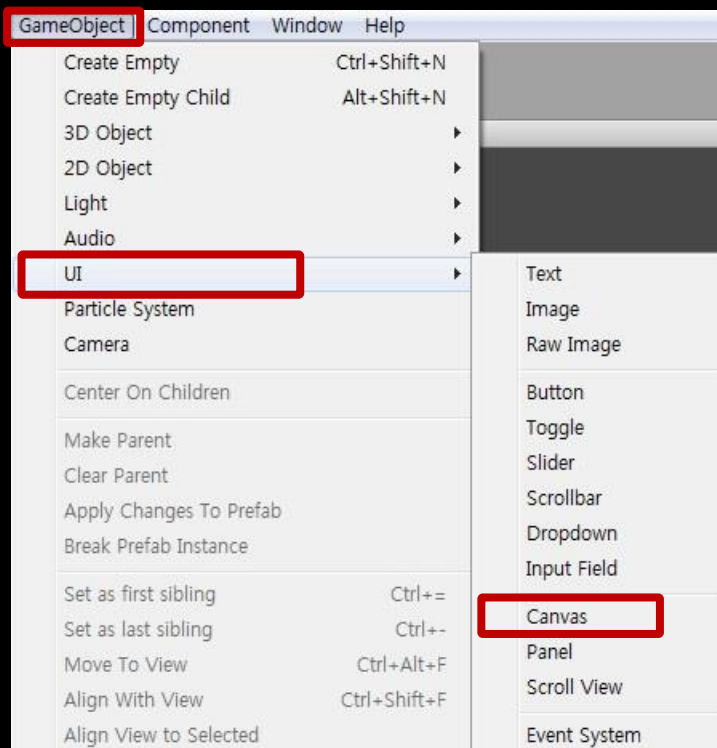 GameObject Component Window Help
Create Empty Ctrl+Shift+N
Create Empty Child Alt+Shift+N
3D Object
2D Object
Light
Audio
UI
Particle System
Camera
Center On Children
Make Parent
Clear Parent
Apply Changes To Prefab
Break Prefab Instance
Set as first sibling Ctrl+=
Set as last sibling Ctrl+-
Move To View Ctrl+Alt+F
Align With View Ctrl+Shift+F
Align View to Selected
Text
Image
Raw Image
Button
Toggle
Slider
Scrollbar
Dropdown
Input Field
Canvas
Panel
Scroll View
Event System